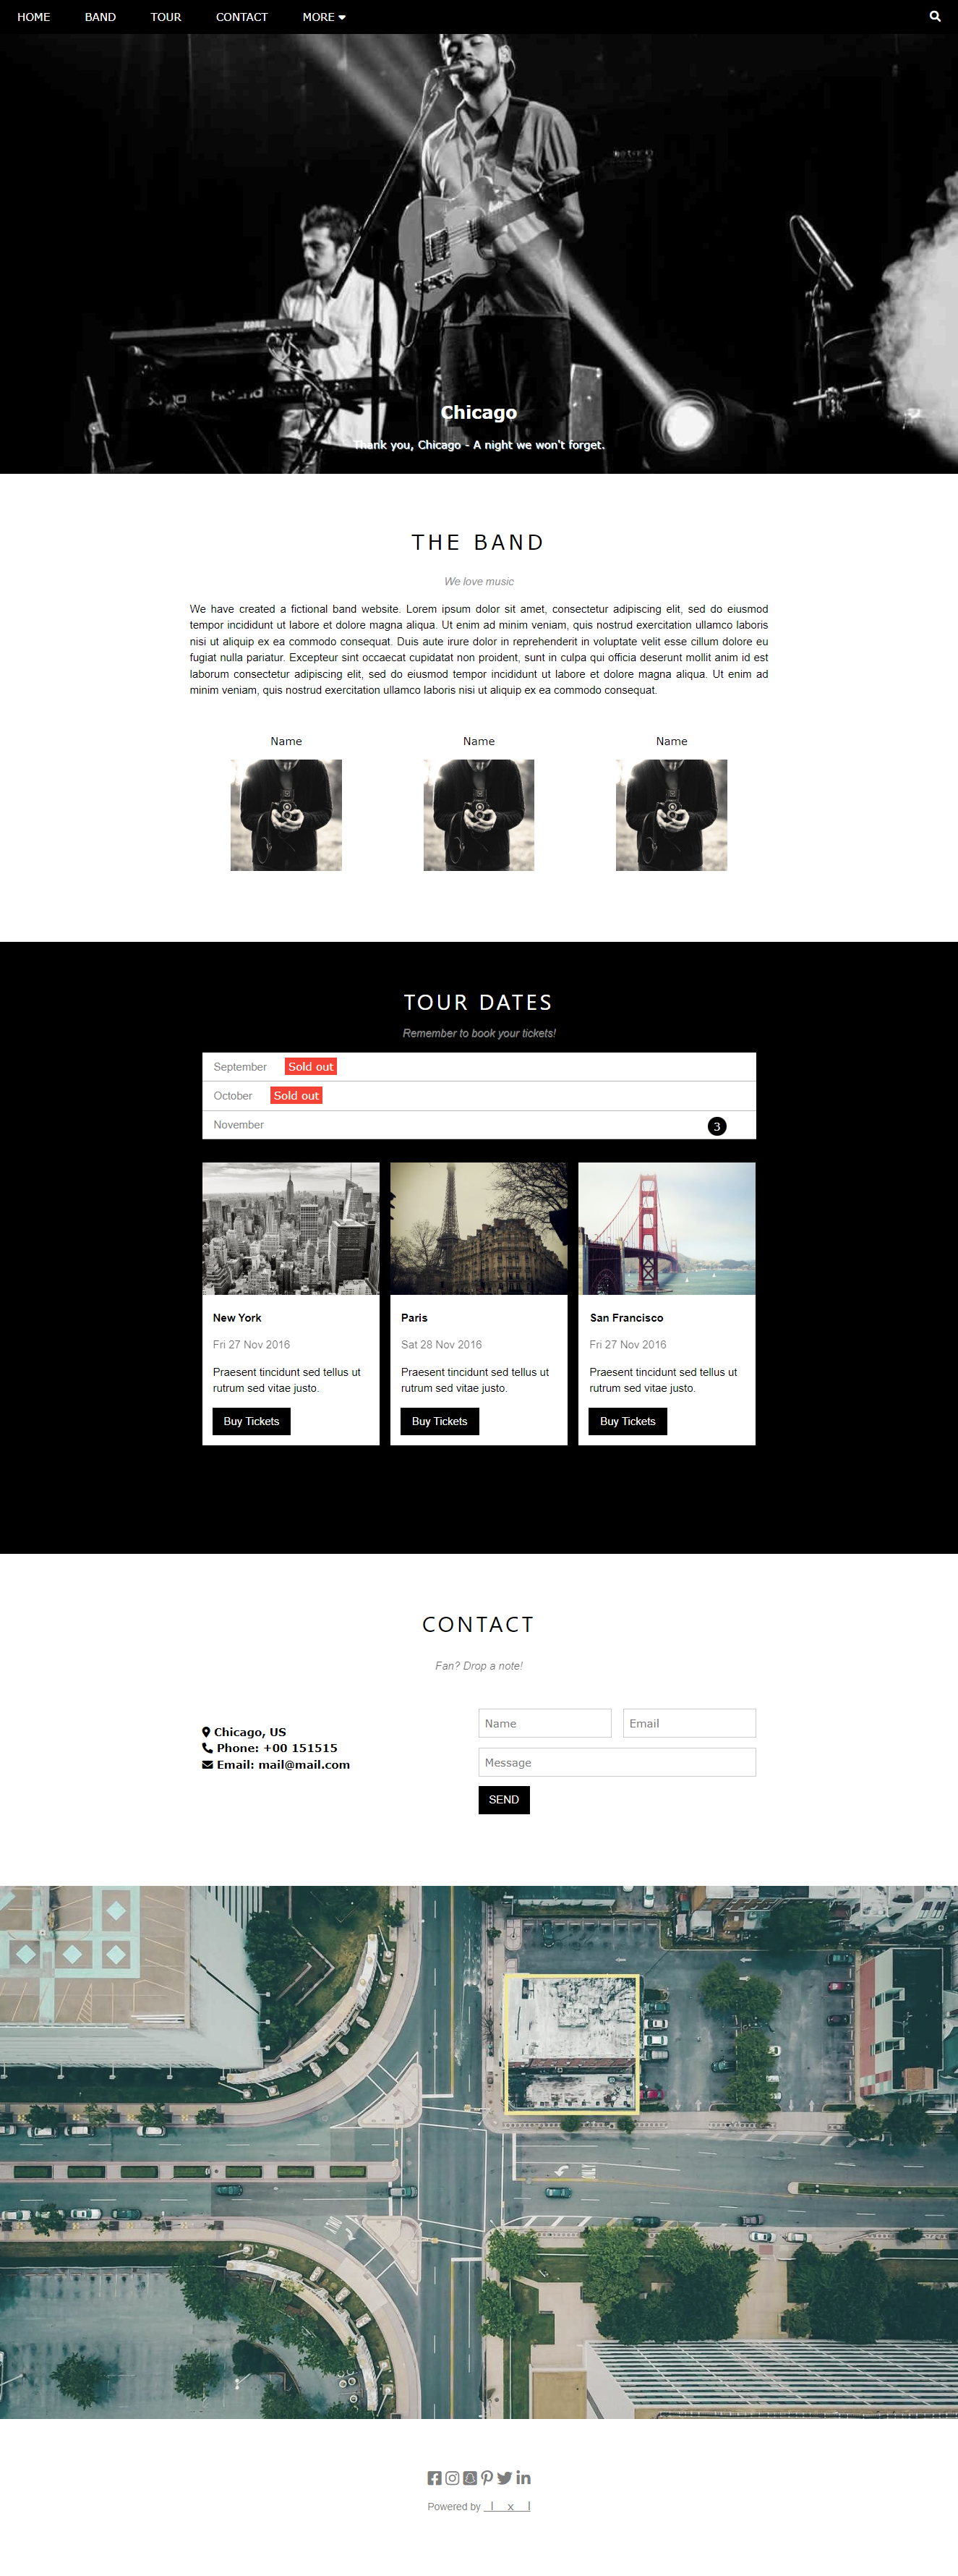 HOME BAND TOUR CONTACT MORE
Chicago
Thank you, Chicago - A night we won't forget.
THE BAND
We love music
We have created a fictional band website. Lorem ipsum dolor sit amet, consectetur adipiscing elit, sed do eiusmod
tempor incididunt ut labore et dolore magna aliqua. Ut enim ad minim veniam, quis nostrud exercitation ullamco laboris
nisi ut aliquip ex ea commodo consequat. Duis aute irure dolor in reprehenderit in voluptate velit esse cillum dolore eu
fugiat nulla pariatur. Excepteur sint occaecat cupidatat non proident, sunt in culpa qui officia deserunt mollit anim id est
laborum consectetur adipiscing elit, sed do eiusmod tempor incididunt ut labore et dolore magna aliqua. Ut enim ad
minim veniam, quis nostrud exercitation ullamco laboris nisi ut aliquip ex ea commodo consequat.
Name Name Name
TOUR DATES
Remember to book your tickets!
September Sold out
October Sold out
November 3
New York
Fri 27 Nov 2016
Praesent tincidunt sed tellus ut
rutrum sed vitae justo.
Buy Tickets
Paris
Sat 28 Nov 2016
Praesent tincidunt sed tellus ut
rutrum sed vitae justo.
Buy Tickets
San Francisco
Fri 27 Nov 2016
Praesent tincidunt sed tellus ut
rutrum sed vitae justo.
Buy Tickets
CONTACT
Fan? Drop a note!
Chicago, US
Phone: +00 151515
Email: mail@mail.com
Name Email
Message
SEND
ONLY
ONLY
Powered by _l_x_l